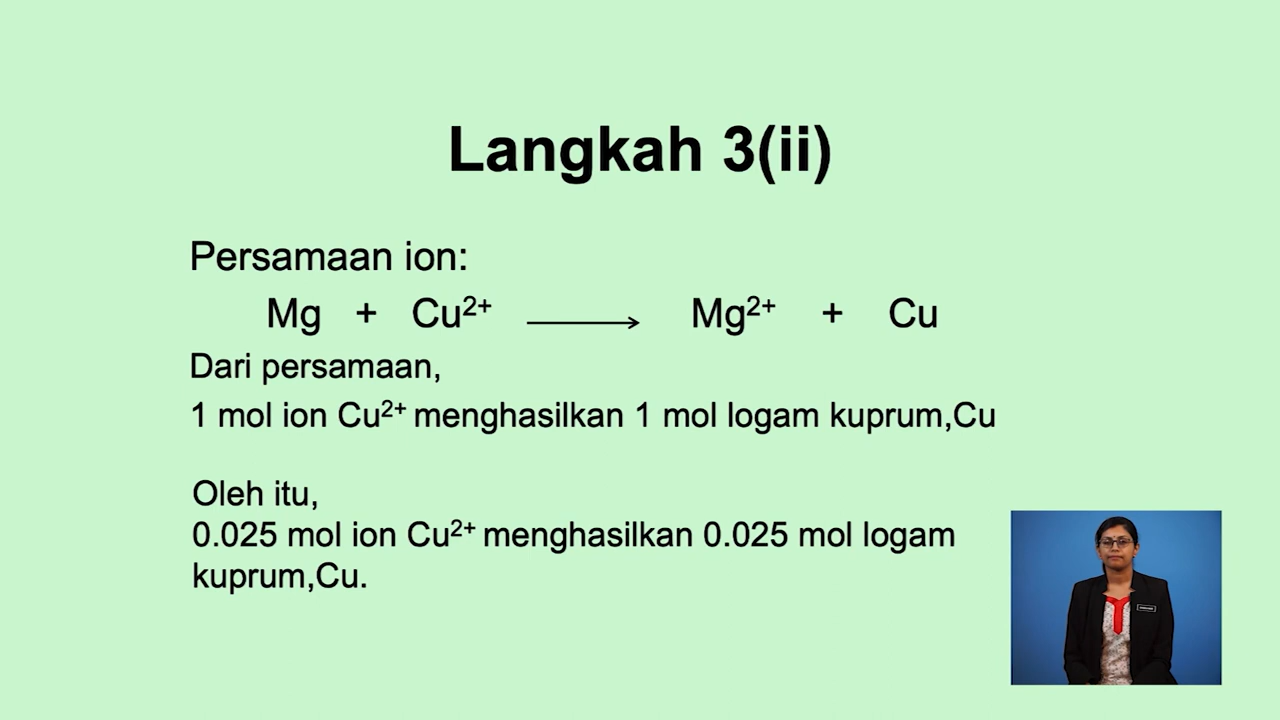 Langkah 3(ii)
Persamaan ion:
Mg + Cu²⁺ ⟶ Mg²⁺ + Cu
Dari persamaan,
1 mol ion Cu²⁺ menghasilkan 1 mol logam kuprum,Cu
Oleh itu,
0.025 mol ion Cu²⁺ menghasilkan 0.025 mol logam
kuprum,Cu.